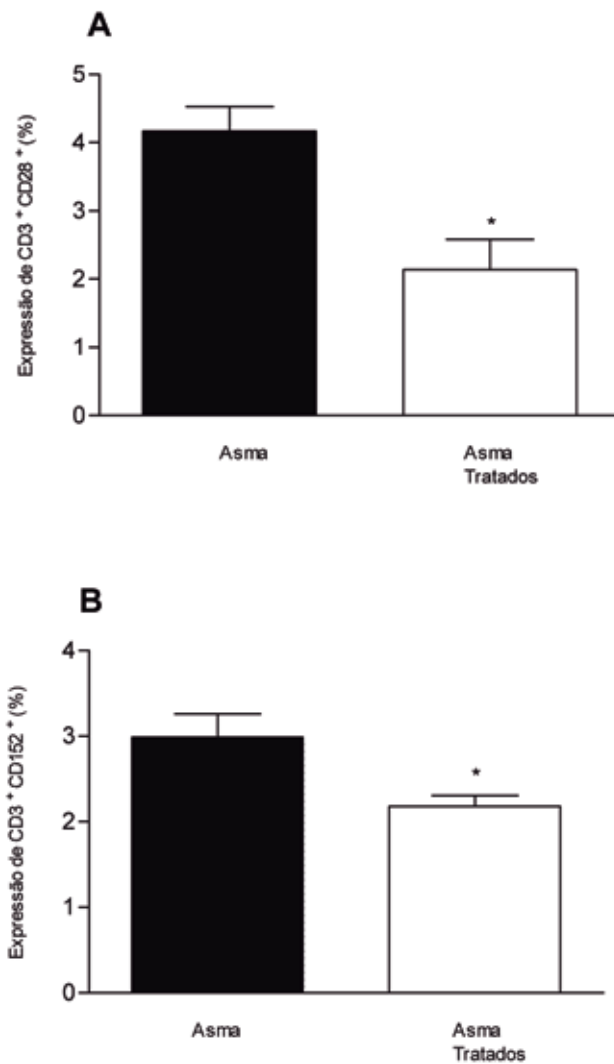 A
Expressão de CD3 + CD28 + (%)
5
4
3
2
1
0
*
Asma
Asma
Tratados
B
Expressão de CD3 + CD152 + (%)
4
3
2
1
0
*
Asma
Asma
Tratados